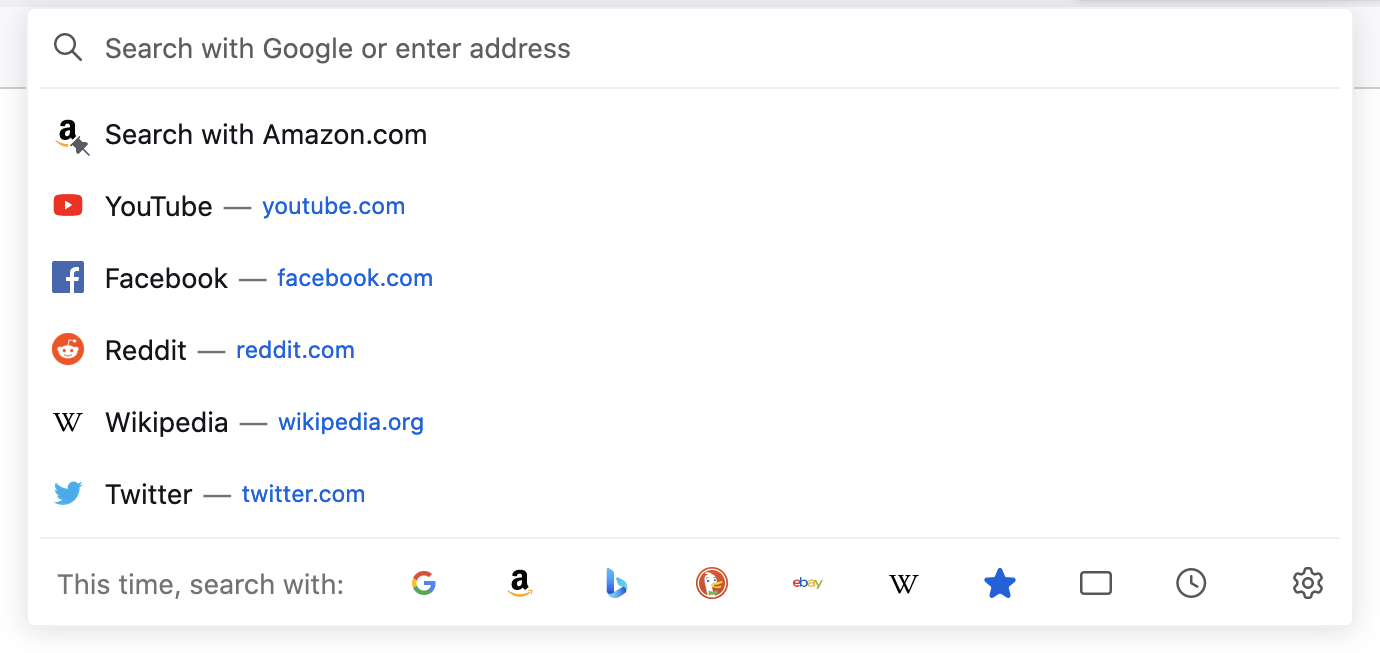 Search with Google or enter address
Search with Amazon.com
YouTube — youtube.com
Facebook — facebook.com
Reddit — reddit.com
W Wikipedia — wikipedia.org
Twitter — twitter.com
This time, search with: G a ebay W